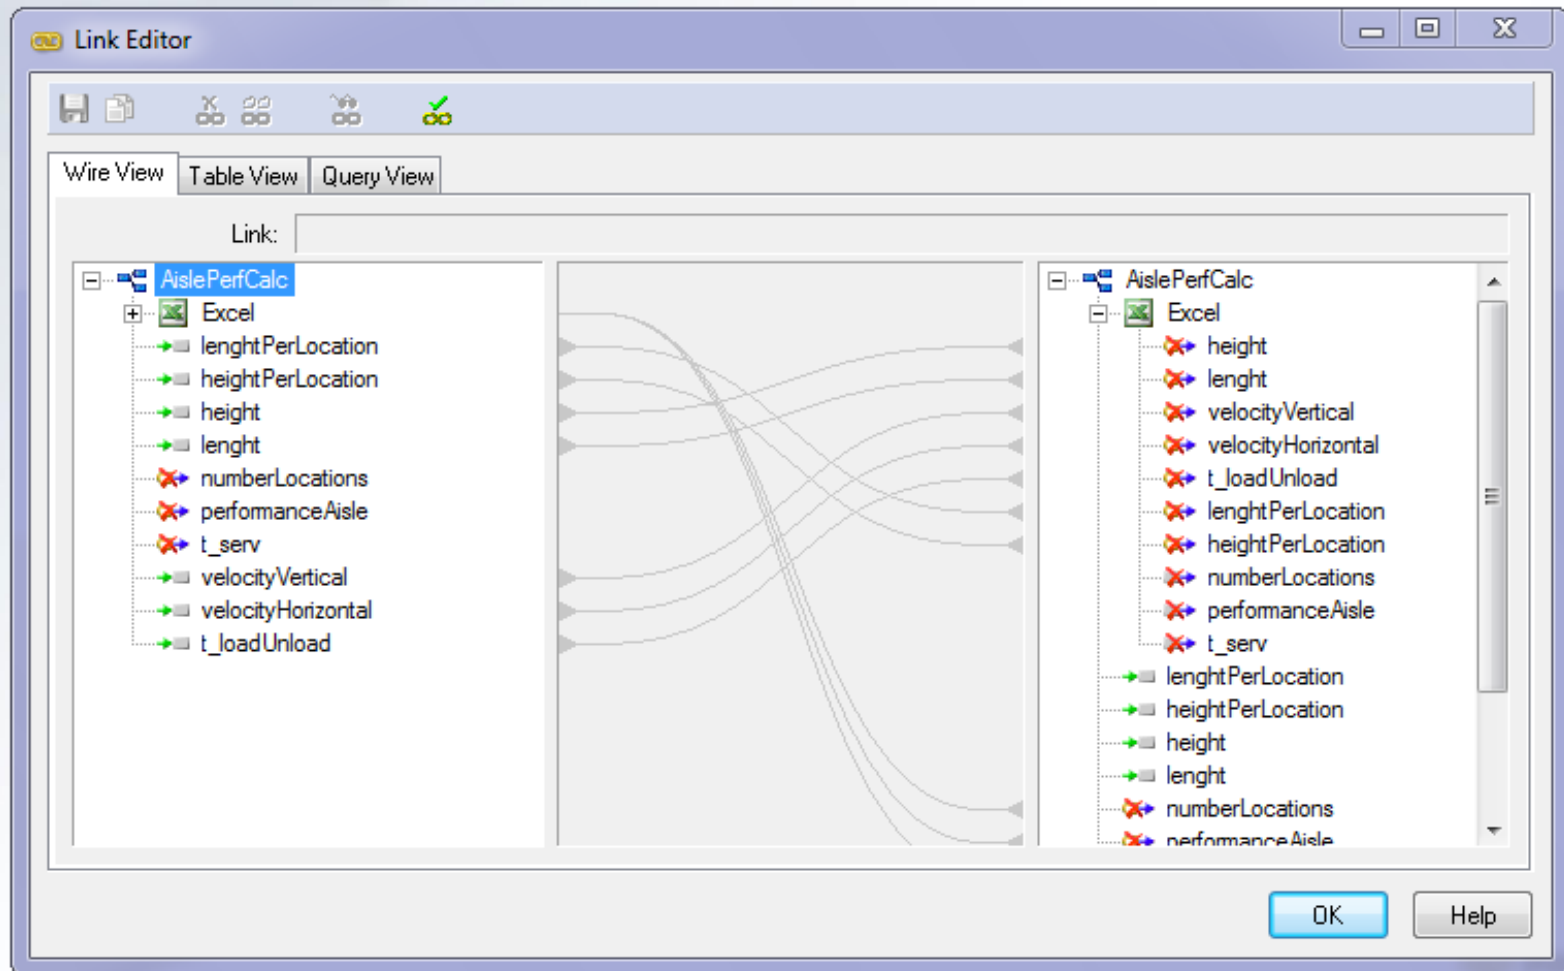 Link Editor
Wire View
Table View
Query View
Link:
AislePerfCalc
Excel
lenghtPerLocation
heightPerLocation
height
lenght
numberLocations
performanceAisle
t_serv
velocityVertical
velocityHorizontal
t_loadUnload
AislePerfCalc
Excel
height
lenght
velocityVertical
velocityHorizontal
t_loadUnload
lenghtPerLocation
heightPerLocation
numberLocations
performanceAisle
t_serv
lenghtPerLocation
heightPerLocation
height
lenght
numberLocations
performanceAisle
OK
Help